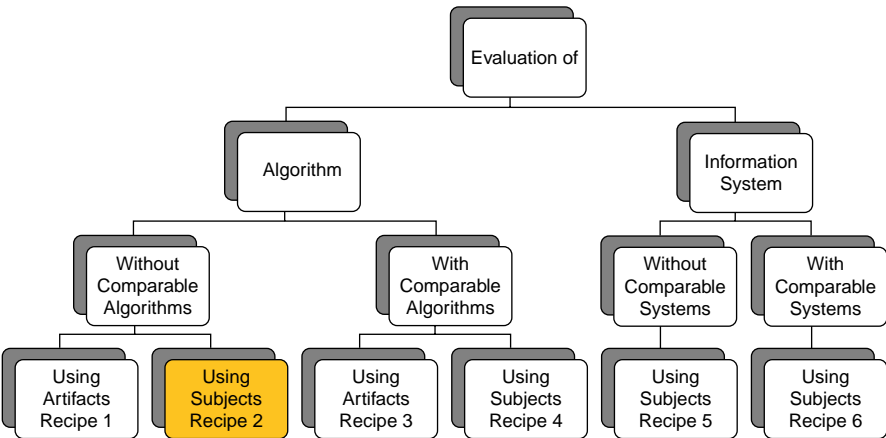 Evaluation of
Algorithm
Information
System
Without
Comparable
Algorithms
With
Comparable
Algorithms
Without
Comparable
Systems
With
Comparable
Systems
Using
Artifacts
Recipe 1
Using
Subjects
Recipe 2
Using
Artifacts
Recipe 3
Using
Subjects
Recipe 4
Using
Subjects
Recipe 5
Using
Subjects
Recipe 6